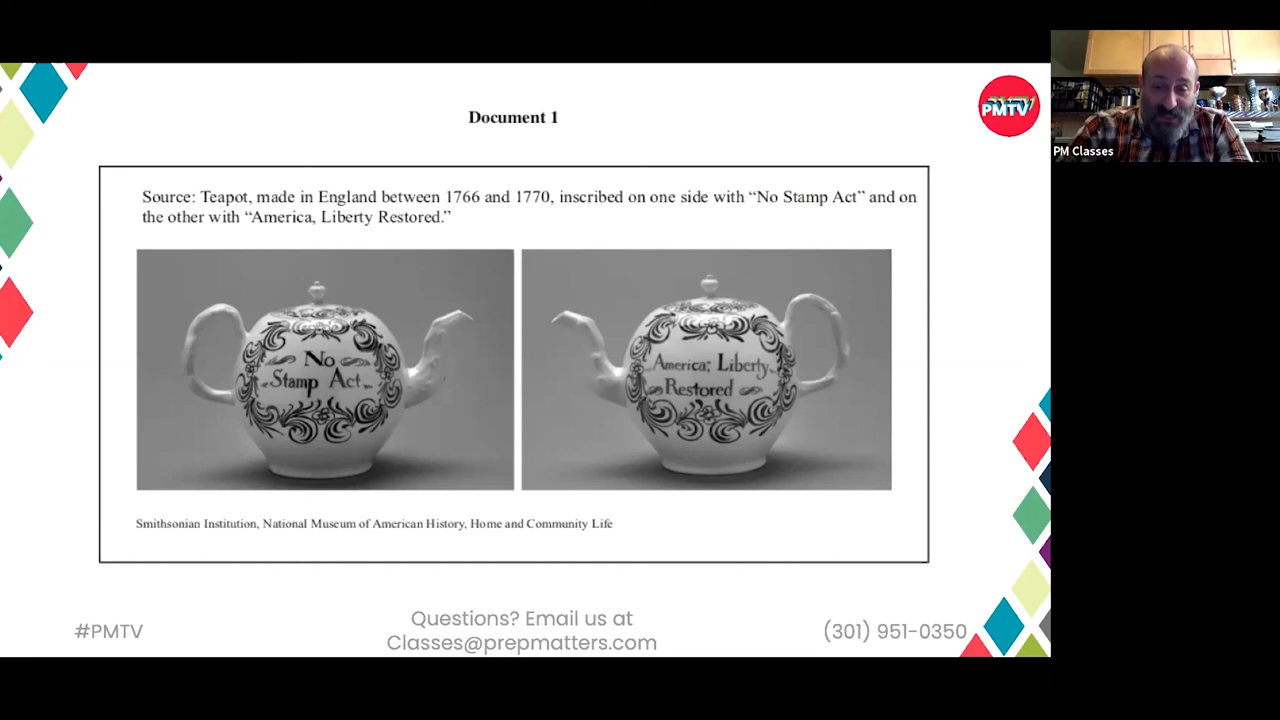 Document 1
PMTV
PM Classes
Source: Teapot, made in England between 1766 and 1770, inscribed on one side with “No Stamp Act” and on
the other with “America, Liberty Restored.”
No
Stamp Act
America; Liberty
Restored
Smithsonian Institution, National Museum of American History, Home and Community Life
#PMTV
Questions? Email us at
Classes@prepmatters.com
(301) 951-0350